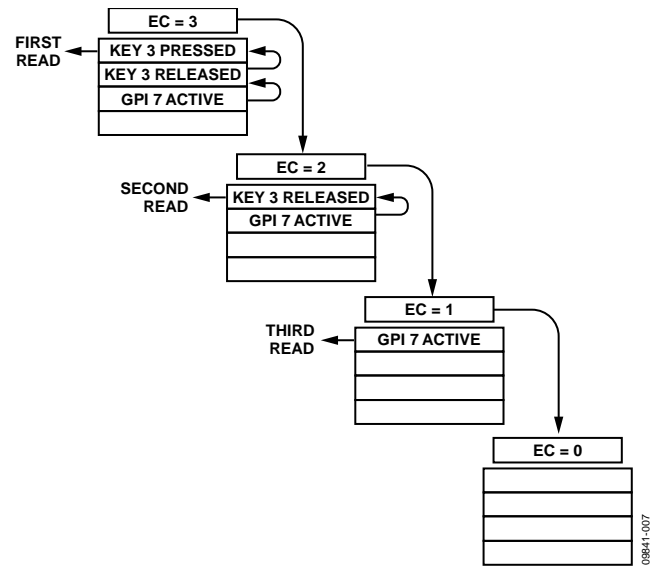 EC = 3
FIRST
READ
KEY 3 PRESSED
KEY 3 RELEASED
GPI 7 ACTIVE
EC = 2
SECOND
READ
KEY 3 RELEASED
GPI 7 ACTIVE
EC = 1
THIRD
READ
GPI 7 ACTIVE
EC = 0
09841-007